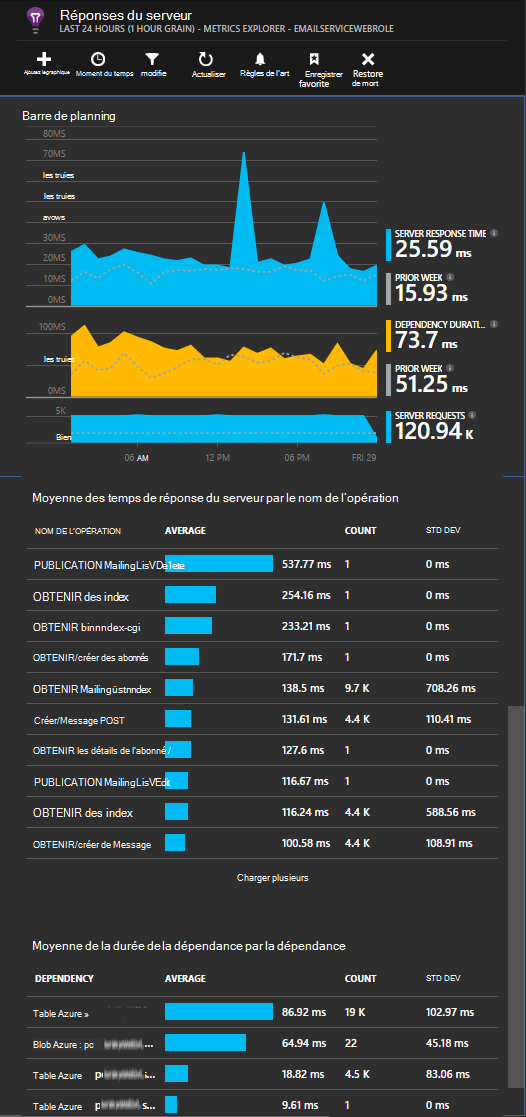 Réponses du serveur
LAST 24 HOURS (1 HOUR GRAIN) - METRICS EXPLORER - EMAILSERVICEWEBROLE
Ajoutez le graphique Moment du temps modifie Actualiser Règles de l'art Enregistrer favorite Restore de mort
Barre de planning
80MS
70MS
les truies
les truies
avows
30MS
20MS
10MS
0MS
SERVER RESPONSE TIME
25.59 ms
PRIOR WEEK
15.93 ms
100MS
les truies
0MS
DEPENDENCY DURATI...
73.7 ms
PRIOR WEEK
51.25 ms
5K
Bien
SERVER REQUESTS
120.94 K
06 AM 12 PM 06 PM FRI 29
Moyenne des temps de réponse du serveur par le nom de l'opération
NOM DE L'OPÉRATION AVERAGE COUNT STD DEV
PUBLICATION MailingLisVDe1ete 537.77 ms 1 0 ms
OBTENIR des index 254.16 ms 1 0 ms
OBTENIR binnndex-cgi 233.21 ms 1 0 ms
OBTENIR/créer des abonnés 171.7 ms 1 0 ms
OBTENIR Mailingüstnndex 138.5 ms 9.7 K 708.26 ms
Créer/Message POST 131.61 ms 4.4 K 110.41 ms
OBTENIR les détails de l'abonné / 127.6 ms 1 0 ms
PUBLICATION MailingLisVEdit 116.67 ms 1 0 ms
OBTENIR des index 116.24 ms 4.4 K 588.56 ms
OBTENIR/créer de Message 100.58 ms 4.4 K 108.91 ms
Charger plusieurs
Moyenne de la durée de la dépendance par la dépendance
DEPENDENCY AVERAGE COUNT STD DEV
Table Azure » 86.92 ms 19 K 102.97 ms
Blob Azure : pc ... 64.94 ms 22 45.18 ms
Table Azure p i... 18.82 ms 4.5 K 83.06 ms
Table Azure p s... 9.61 ms 1 0 ms